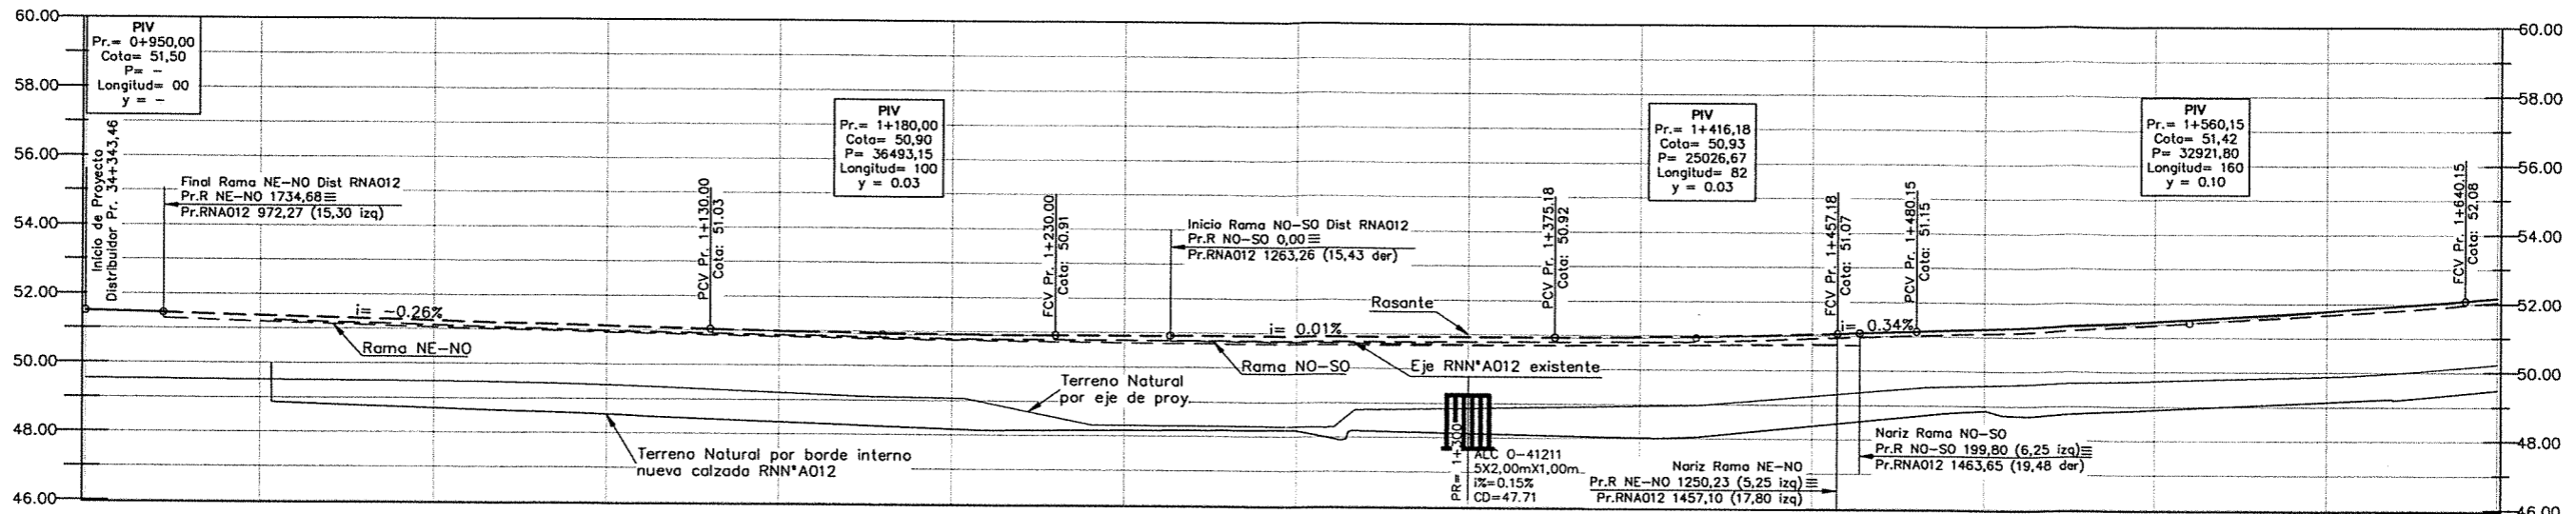 60.00
58.00
56.00
54.00
52.00
50.00
48.00
46.00
PIV
Pr.= 0+950,00
Cota= 51,50
P= –
Longitud= 00
y = –
Inicio de Proyecto
Distribuidor Pr. 34+343,46
Final Rama NE–NO Dist RNA012
Pr.R NE–NO 1734,68≡
Pr.RNA012 972,27 (15,30 izq)
i= –0.26%
Rama NE–NO
Terreno Natural por borde interno
nueva calzada RNN°A012
PCV Pr. 1+130.00
Cota: 51.03
PIV
Pr.= 1+180,00
Cota= 50,90
P= 36493,15
Longitud= 100
y = 0.03
FCV Pr. 1+230.00
Cota: 50.91
Terreno Natural
por eje de proy.
Inicio Rama NO–SO Dist RNA012
Pr.R NO–SO 0,00≡
Pr.RNA012 1263,26 (15,43 der)
i= 0.01%
Rama NO–SO
Rasante
Eje RNN°A012 existente
PR= 1+300
ALC O–41211
5X2,00mX1,00m
i%=0.15%
CD=47.71
PCV Pr. 1+375.18
Cota: 50.92
PIV
Pr.= 1+416,18
Cota= 50,93
P= 25026,67
Longitud= 82
y = 0.03
FCV Pr. 1+457.18
Cota: 51.07
PCV Pr. 1+480.15
Cota: 51.15
i= 0.34%
Nariz Rama NE–NO
Pr.R NE–NO 1250,23 (5,25 izq)≡
Pr.RNA012 1457,10 (17,80 izq)
Nariz Rama NO–SO
Pr.R NO–SO 199,80 (6,25 izq)≡
Pr.RNA012 1463,65 (19,48 der)
PIV
Pr.= 1+560,15
Cota= 51,42
P= 32921,80
Longitud= 160
y = 0.10
FCV Pr. 1+640.15
Cota: 52.08
60.00
58.00
56.00
54.00
52.00
50.00
48.00
46.00